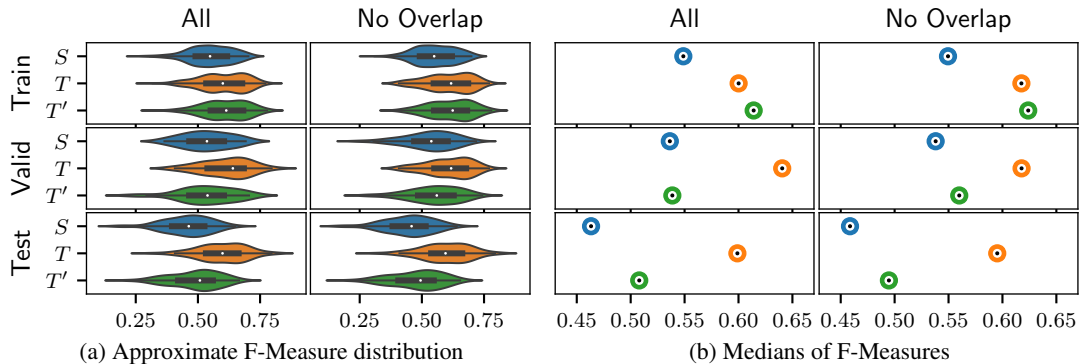 All No Overlap All No Overlap
Train
S
T
T′
Valid
S
T
T′
Test
S
T
T′
0.25 0.50 0.75 0.25 0.50 0.75 0.45 0.50 0.55 0.60 0.65 0.45 0.50 0.55 0.60 0.65
(a) Approximate F-Measure distribution (b) Medians of F-Measures